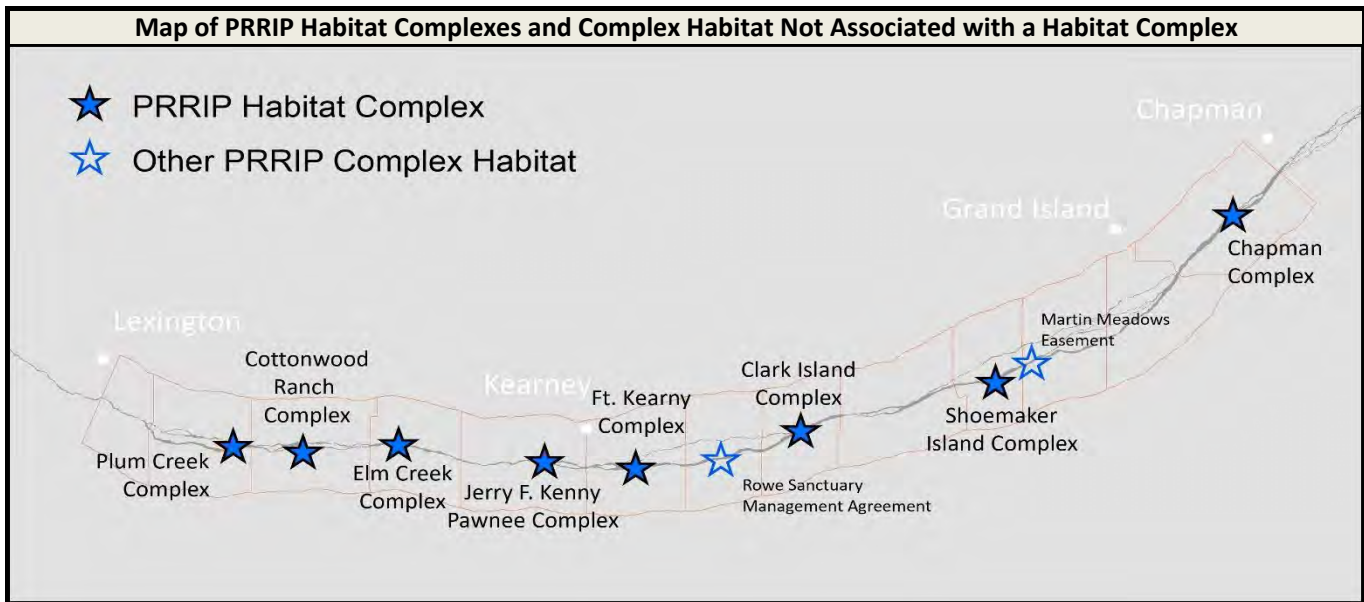 Map of PRRIP Habitat Complexes and Complex Habitat Not Associated with a Habitat Complex
PRRIP Habitat Complex
Other PRRIP Complex Habitat
Chapman
Grand Island
Chapman
Complex
Lexington
Martin Meadows
Easement
Cottonwood
Ranch
Complex
Kearney
Clark Island
Complex
Ft. Kearny
Complex
Shoemaker
Island Complex
Plum Creek
Complex
Elm Creek
Complex
Jerry F. Kenny
Pawnee Complex
Rowe Sanctuary
Management Agreement